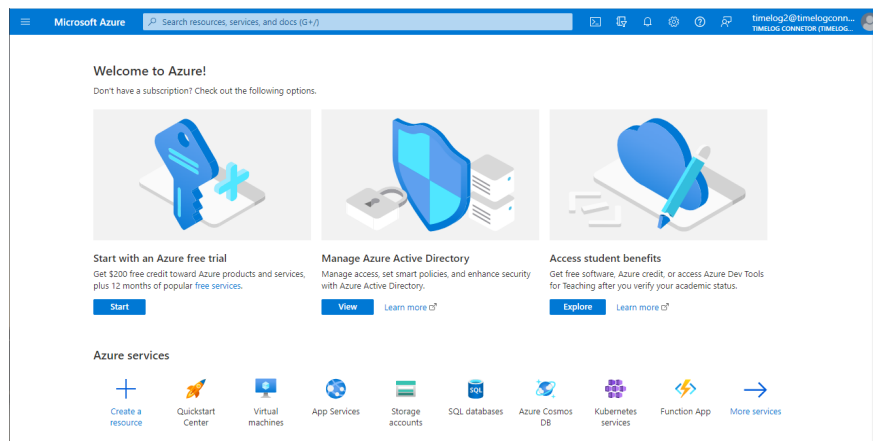 Microsoft Azure
Search resources, services, and docs (G+/)
timelog2@timelogconn...
TIMELOG CONNETOR (TIMELOG...
Welcome to Azure!
Don't have a subscription? Check out the following options.
Start with an Azure free trial
Get $200 free credit toward Azure products and services,
plus 12 months of popular free services.
Start
Manage Azure Active Directory
Manage access, set smart policies, and enhance security
with Azure Active Directory.
View
Learn more
Access student benefits
Get free software, Azure credit, or access Azure Dev Tools
for Teaching after you verify your academic status.
Explore
Learn more
Azure services
Create a
resource
Quickstart
Center
Virtual
machines
App Services
Storage
accounts
SQL
SQL databases
Azure Cosmos
DB
Kubernetes
services
Function App
More services